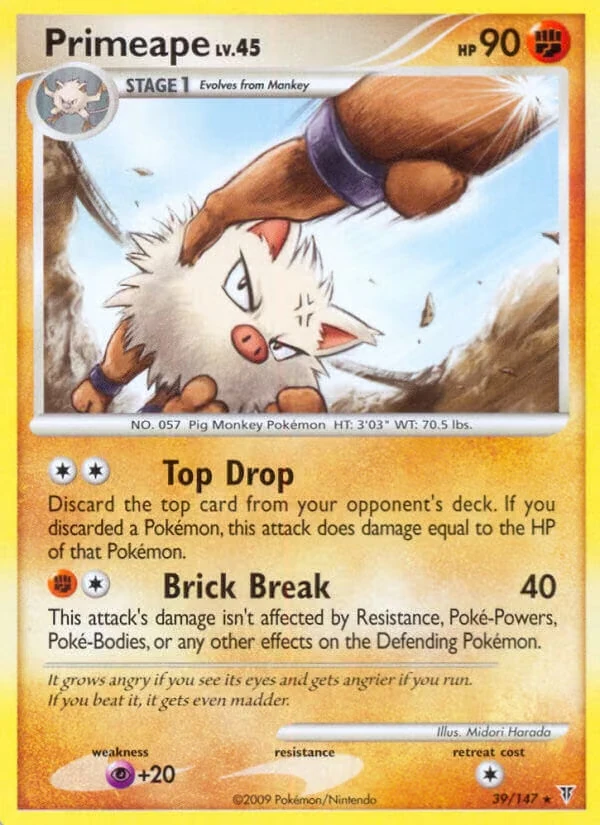 Primeape LV.45 HP 90
STAGE 1 Evolves from Mankey
NO. 057 Pig Monkey Pokémon HT: 3'03" WT: 70.5 lbs.
Top Drop
Discard the top card from your opponent's deck. If you
discarded a Pokémon, this attack does damage equal to the HP
of that Pokémon.
Brick Break 40
This attack's damage isn't affected by Resistance, Poké-Powers,
Poké-Bodies, or any other effects on the Defending Pokémon.
It grows angry if you see its eyes and gets angrier if you run.
If you beat it, it gets even madder.
Illus. Midori Harada
weakness resistance retreat cost
+20
©2009 Pokémon/Nintendo 39/147 ★